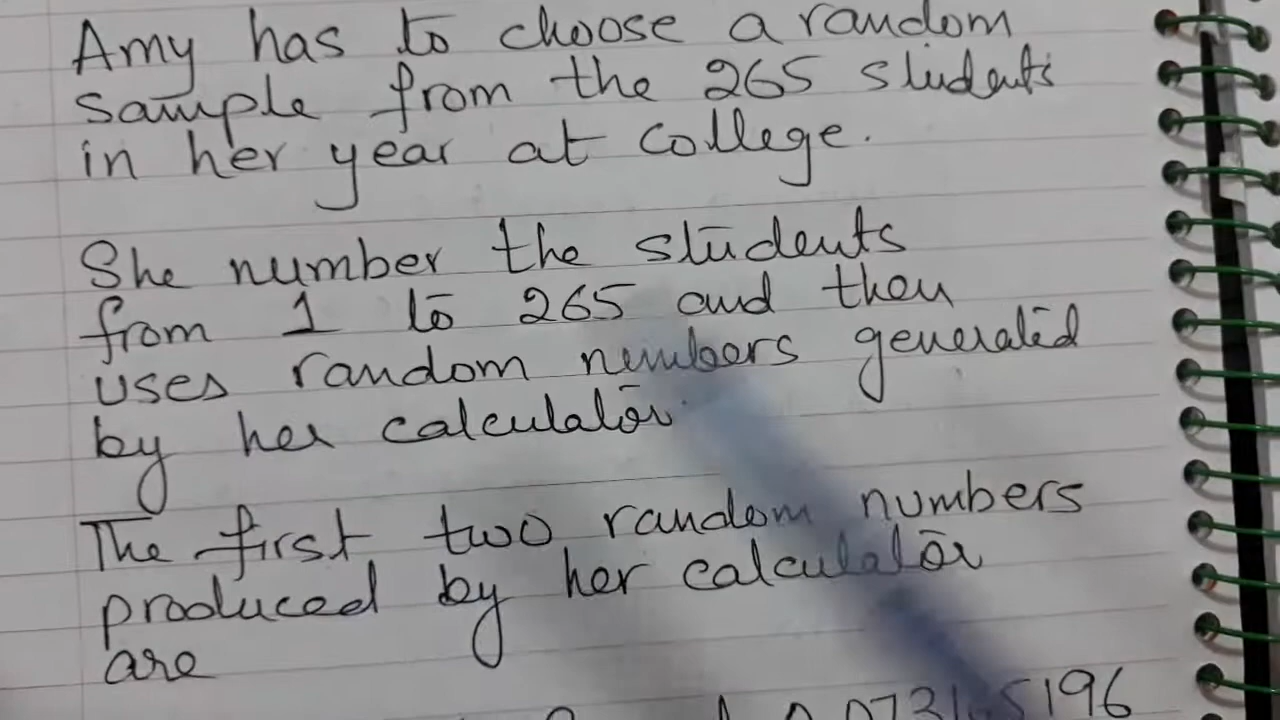 Amy has to choose a random
sample from the 265 students
in her year at college.
She number the students
from 1 to 265 and then
uses random numbers generated
by her calculator.
The first two random numbers
produced by her calculator
are